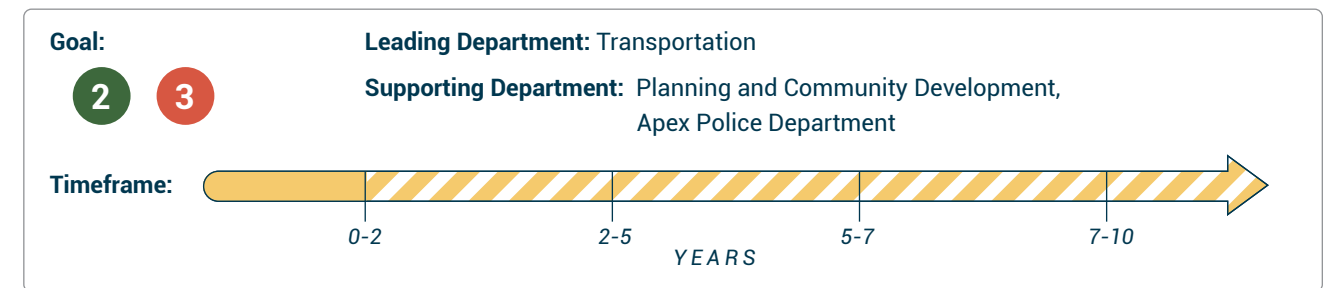 Goal:
2 3
Leading Department: Transportation
Supporting Department: Planning and Community Development,
Apex Police Department
Timeframe:
0-2 2-5 5-7 7-10
YEARS